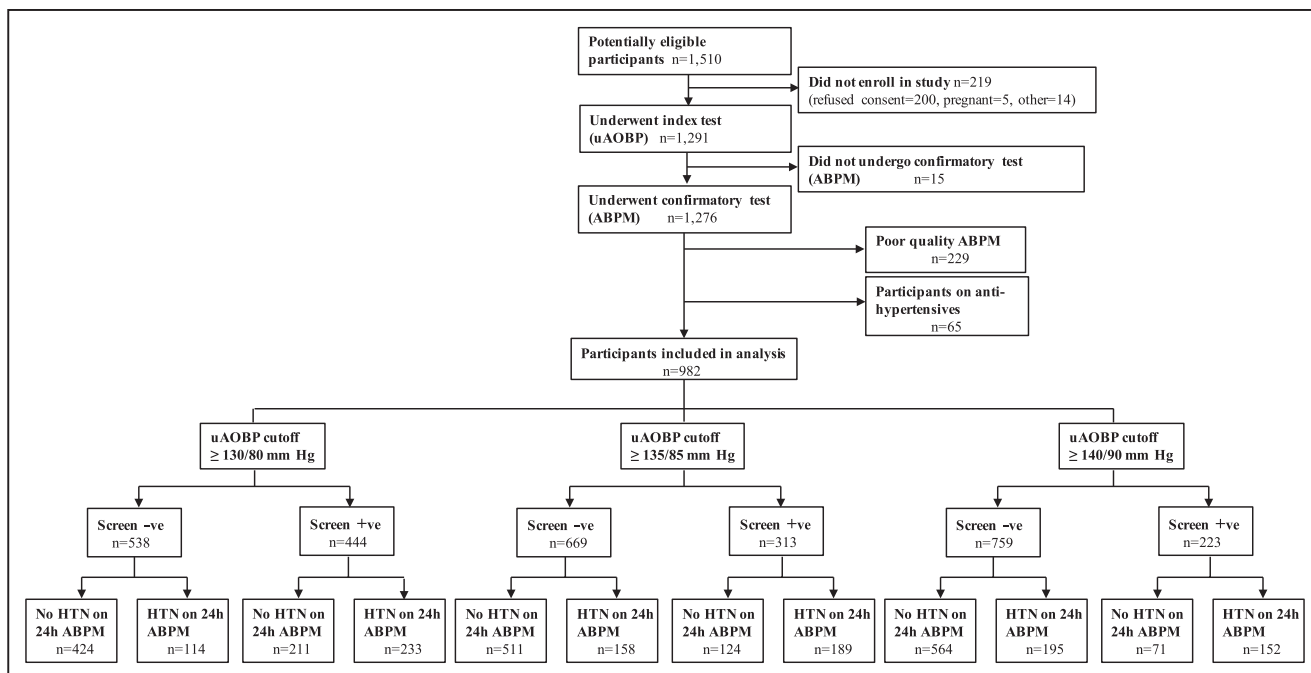 Potentially eligible
participants n=1,510
Did not enroll in study n=219
(refused consent=200, pregnant=5, other=14)
Underwent index test
(uAOBP) n=1,291
Did not undergo confirmatory test
(ABPM) n=15
Underwent confirmatory test
(ABPM) n=1,276
Poor quality ABPM
n=229
Participants on anti-
hypertensives
n=65
Participants included in analysis
n=982
uAOBP cutoff
≥ 130/80 mm Hg
uAOBP cutoff
≥ 135/85 mm Hg
uAOBP cutoff
≥ 140/90 mm Hg
Screen -ve
n=538
Screen +ve
n=444
Screen -ve
n=669
Screen +ve
n=313
Screen -ve
n=759
Screen +ve
n=223
No HTN on
24h ABPM
n=424
HTN on 24h
ABPM
n=114
No HTN on
24h ABPM
n=211
HTN on 24h
ABPM
n=233
No HTN on
24h ABPM
n=511
HTN on 24h
ABPM
n=158
No HTN on
24h ABPM
n=124
HTN on 24h
ABPM
n=189
No HTN on
24h ABPM
n=564
HTN on 24h
ABPM
n=195
No HTN on
24h ABPM
n=71
HTN on 24h
ABPM
n=152